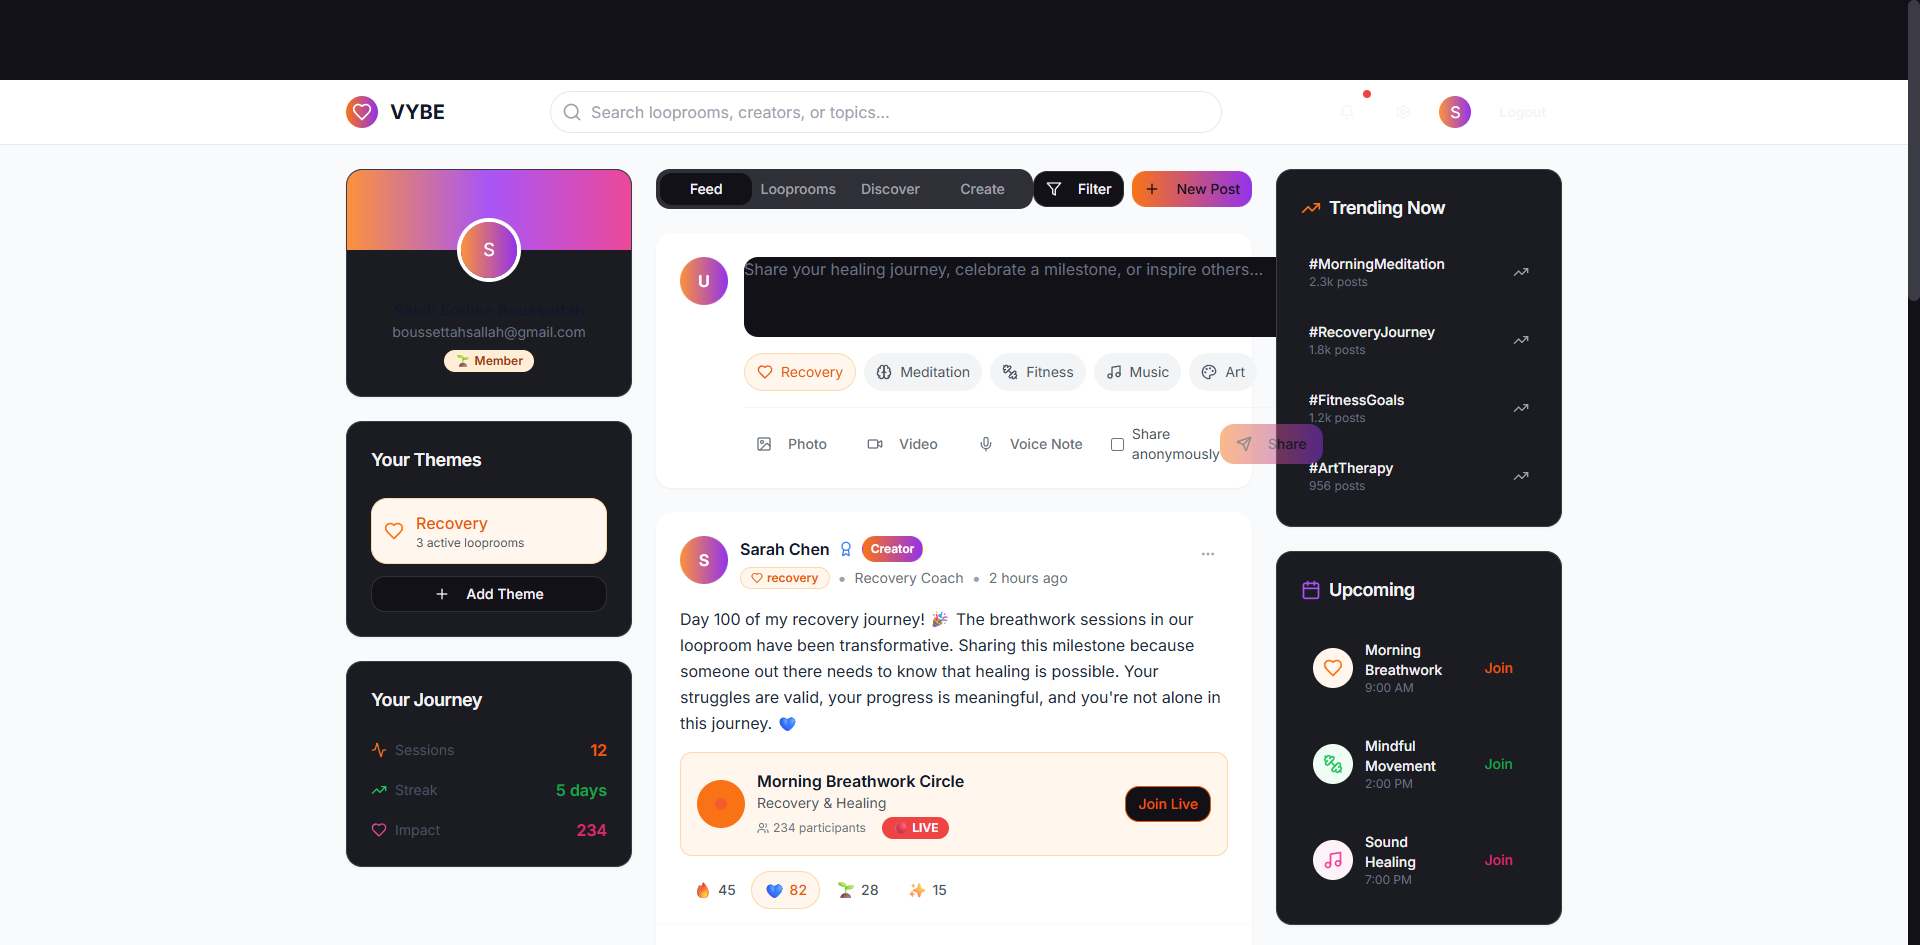 VYBE
Search looprooms, creators, or topics...
S
Logout
S
Salah Eddine Boussettah
boussettahsallah@gmail.com
Member
Your Themes
Recovery
3 active looprooms
Add Theme
Your Journey
Sessions 12
Streak 5 days
Impact 234
Feed Looprooms Discover Create Filter New Post
U
Share your healing journey, celebrate a milestone, or inspire others...
Recovery Meditation Fitness Music Art
Photo Video Voice Note Share anonymously Share
S
Sarah Chen Creator
recovery • Recovery Coach • 2 hours ago
Day 100 of my recovery journey! 🎉 The breathwork sessions in our
looproom have been transformative. Sharing this milestone because
someone out there needs to know that healing is possible. Your
struggles are valid, your progress is meaningful, and you're not alone in
this journey. 💙
Morning Breathwork Circle
Recovery & Healing
234 participants LIVE
Join Live
45 82 28 15
Trending Now
#MorningMeditation
2.3k posts
#RecoveryJourney
1.8k posts
#FitnessGoals
1.2k posts
#ArtTherapy
956 posts
Upcoming
Morning
Breathwork
9:00 AM
Join
Mindful
Movement
2:00 PM
Join
Sound
Healing
7:00 PM
Join